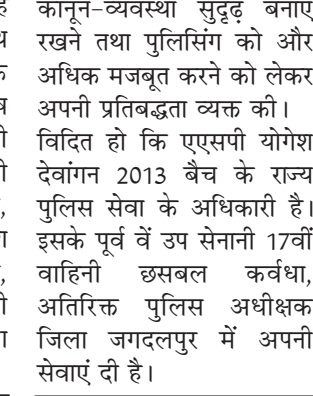 कानून-व्यवस्था सुदृढ़ बनाए
रखने तथा पुलिसिंग को और
अधिक मजबूत करने को लेकर
अपनी प्रतिबद्धता व्यक्त की।
विदित हो कि एएसपी योगेश
देवांगन 2013 बैच के राज्य
पुलिस सेवा के अधिकारी है।
इसके पूर्व वें उप सेनानी 17वीं
वाहिनी छसबल कर्वधा,
अतिरिक्त पुलिस अधीक्षक
जिला जगदलपुर में अपनी
सेवाएं दी है।